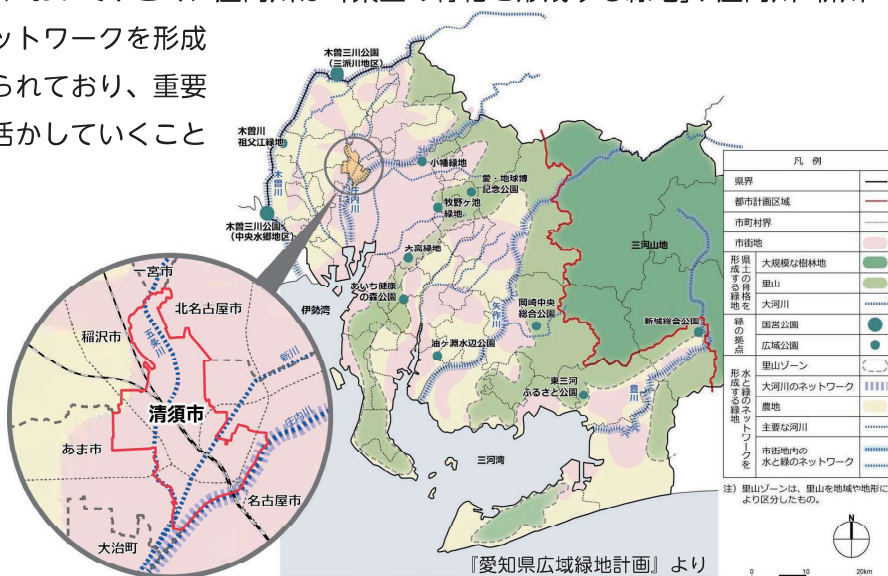 ットワークを形成
られており、重要
活かしていくこと
木曽三川公園
(三派川地区)
木曽川
祖父江緑地
木曽川
木曽三川公園
(中央水郷地区)
庄内川
小幡緑地
愛・地球博
記念公園
牧野ヶ池
緑地
大高緑地
あいち健康
の森公園
伊勢湾
油ヶ淵水辺公園
矢作川
岡崎中央
総合公園
三河山地
新城総合公園
東三河
ふるさと公園
豊川
三河湾
一宮市
北名古屋市
稲沢市
五条川
新川
清須市
庄内川
あま市
名古屋市
大治町
凡 例
県界
都市計画区域
市町村界
市街地
県土の骨格を
形成する緑地
大規模な樹林地
里山
大河川
緑の拠点
国営公園
広域公園
水と緑のネットワークを
形成する緑地
里山ゾーン
大河川のネットワーク
農地
主要な河川
市街地内の
水と緑のネットワーク
注)里山ゾーンは、里山を地域や地形に
より区分したもの。
N
0 10 20km
『愛知県広域緑地計画』より